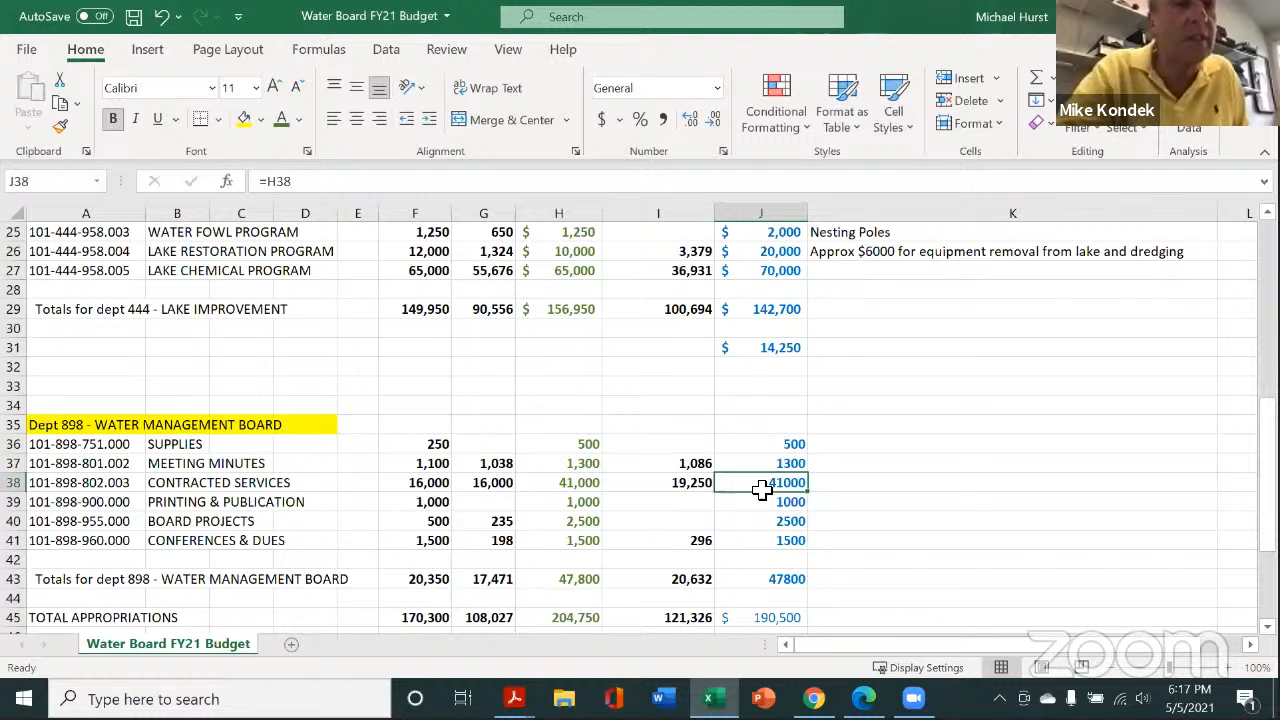 AutoSave Off Water Board FY21 Budget Search Michael Hurst
File Home Insert Page Layout Formulas Data Review View Help
Paste Calibri 11 Wrap Text General Conditional Formatting Format as Table Cell Styles Insert
Merge & Center Delete
Format Filter Select Data
Clipboard Font Alignment Number Styles Cells Editing Analysis
Mike Kondek
J38 =H38
A B C D E F G H I J K L
25 101-444-958.003 WATER FOWL PROGRAM 1,250 650 $ 1,250 $ 2,000 Nesting Poles
26 101-444-958.004 LAKE RESTORATION PROGRAM 12,000 1,324 $ 10,000 3,379 $ 20,000 Approx $6000 for equipment removal from lake and dredging
27 101-444-958.005 LAKE CHEMICAL PROGRAM 65,000 55,676 $ 65,000 36,931 $ 70,000
28
29 Totals for dept 444 - LAKE IMPROVEMENT 149,950 90,556 $ 156,950 100,694 $ 142,700
30
31 $ 14,250
32
33
34
35 Dept 898 - WATER MANAGEMENT BOARD
36 101-898-751.000 SUPPLIES 250 500 500
37 101-898-801.002 MEETING MINUTES 1,100 1,038 1,300 1,086 1300
38 101-898-802.003 CONTRACTED SERVICES 16,000 16,000 41,000 19,250 41000
39 101-898-900.000 PRINTING & PUBLICATION 1,000 1,000 1000
40 101-898-955.000 BOARD PROJECTS 500 235 2,500 2500
41 101-898-960.000 CONFERENCES & DUES 1,500 198 1,500 296 1500
42
43 Totals for dept 898 - WATER MANAGEMENT BOARD 20,350 17,471 47,800 20,632 47800
44
45 TOTAL APPROPRIATIONS 170,300 108,027 204,750 121,326 $ 190,500
Water Board FY21 Budget
zoom
Ready Display Settings 100%
Type here to search 6:17 PM
5/5/2021